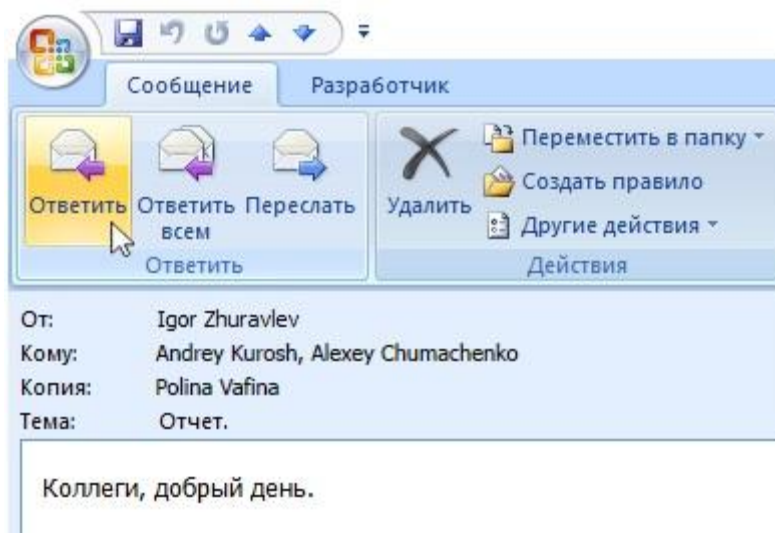 Сообщение Разработчик
Ответить Ответить всем Переслать
Ответить
Удалить
Переместить в папку
Создать правило
Другие действия
Действия
От: Igor Zhuravlev
Кому: Andrey Kurosh, Alexey Chumachenko
Копия: Polina Vafina
Тема: Отчет.
Коллеги, добрый день.